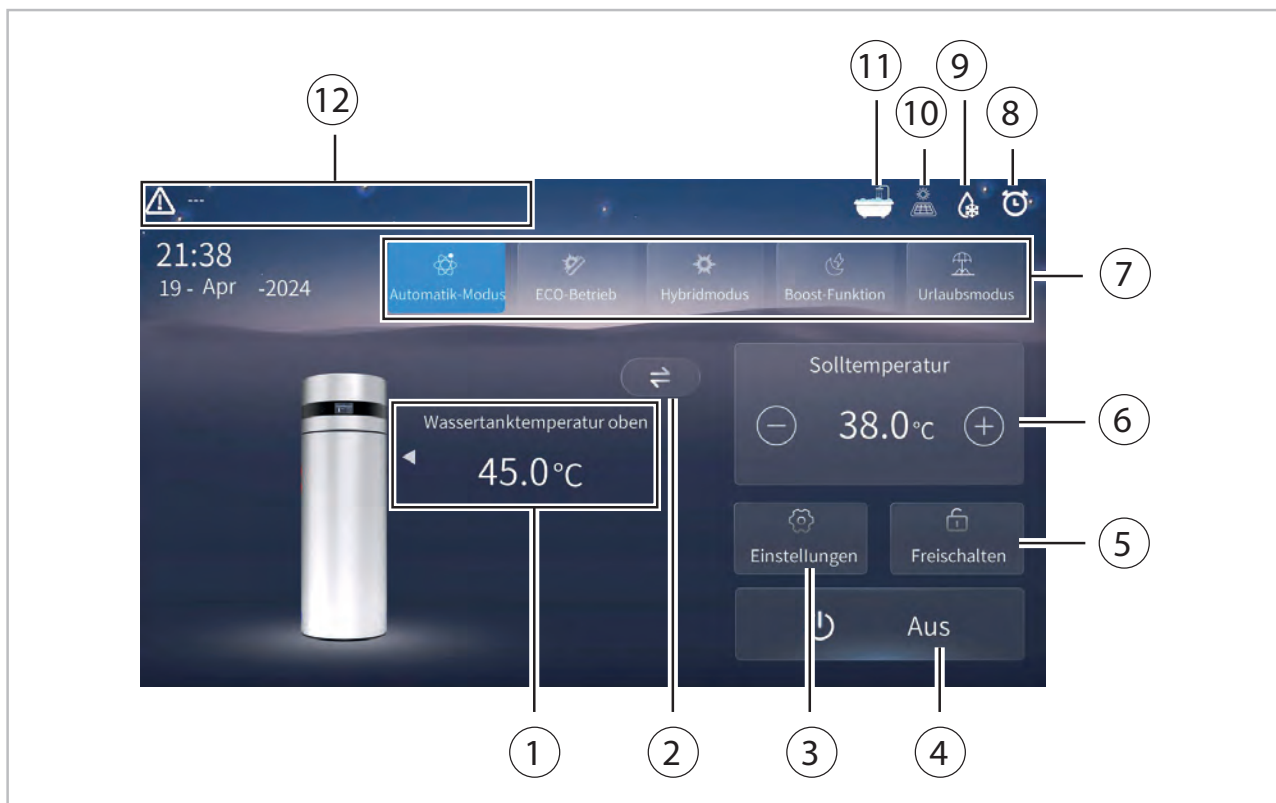 11
9
12
10
8
---
21:38
19 - Apr -2024
Automatik-Modus
ECO-Betrieb
Hybridmodus
Boost-Funktion
Urlaubsmodus
7
Solltemperatur
38.0°C
6
Wassertanktemperatur oben
45.0°C
Einstellungen
Freischalten
5
Aus
1
2
3
4